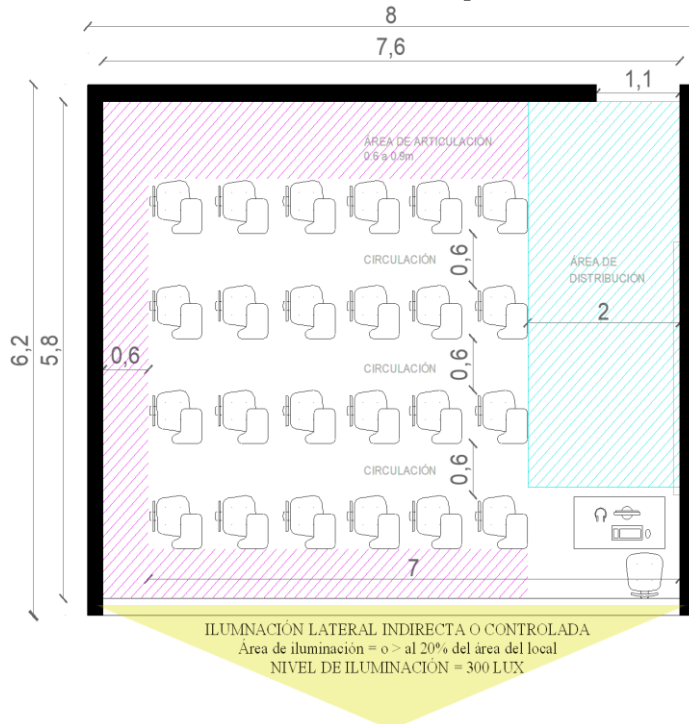 8
7,6
1,1
ÁREA DE ARTICULACIÓN
0.6 a 0.9m
CIRCULACIÓN
0,6
ÁREA DE
DISTRIBUCIÓN
2
6,2
5,8
0,6
CIRCULACIÓN
0,6
CIRCULACIÓN
0,6
7
ILUMNACIÓN LATERAL INDIRECTA O CONTROLADA
Área de iluminación = o > al 20% del área del local
NIVEL DE ILUMINACIÓN = 300 LUX